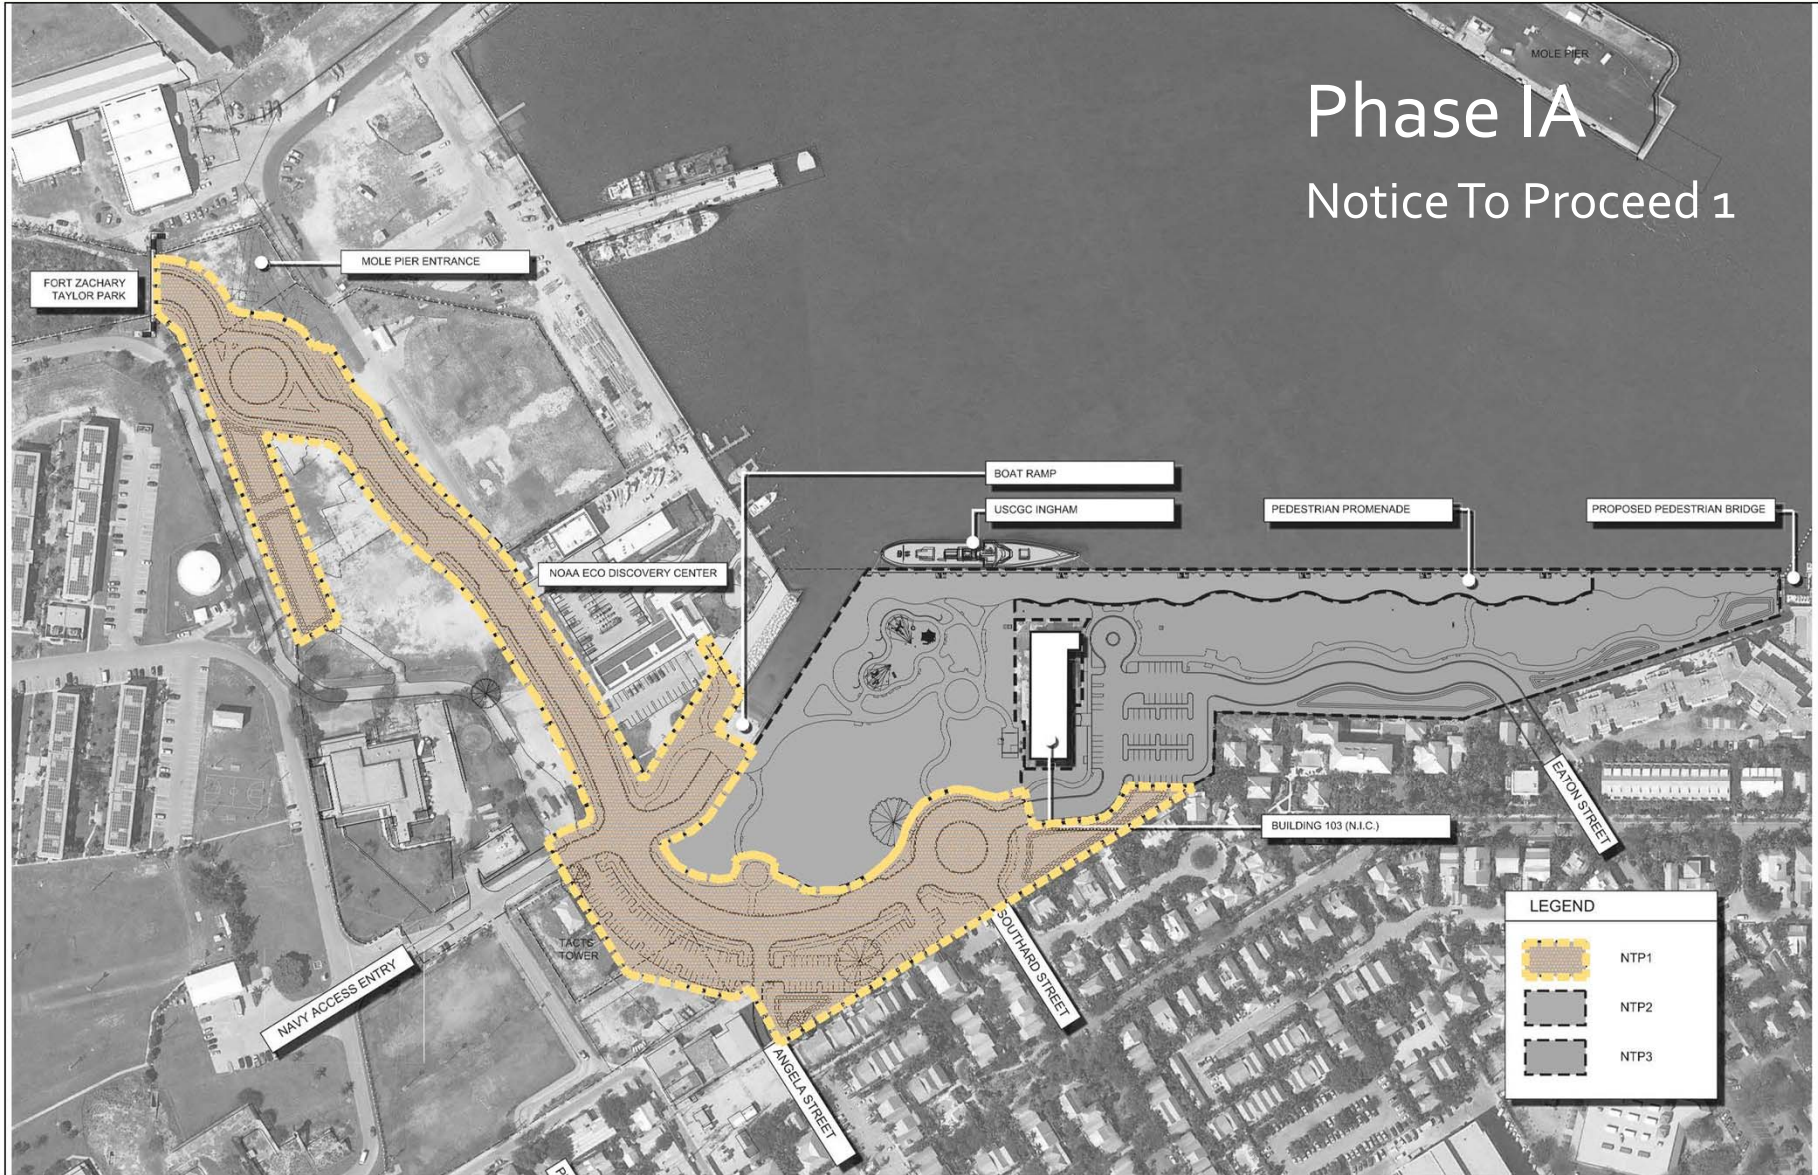 MOLE PIER
Phase IA
Notice To Proceed 1
MOLE PIER ENTRANCE
FORT ZACHARY
TAYLOR PARK
BOAT RAMP
USCGC INGHAM
PEDESTRIAN PROMENADE
PROPOSED PEDESTRIAN BRIDGE
NOAA ECO DISCOVERY CENTER
EATON STREET
BUILDING 103 (N.I.C.)
LEGEND
NTP1
NTP2
NTP3
TACTS
TOWER
SOUTHARD STREET
NAVY ACCESS ENTRY
ANGELA STREET
P